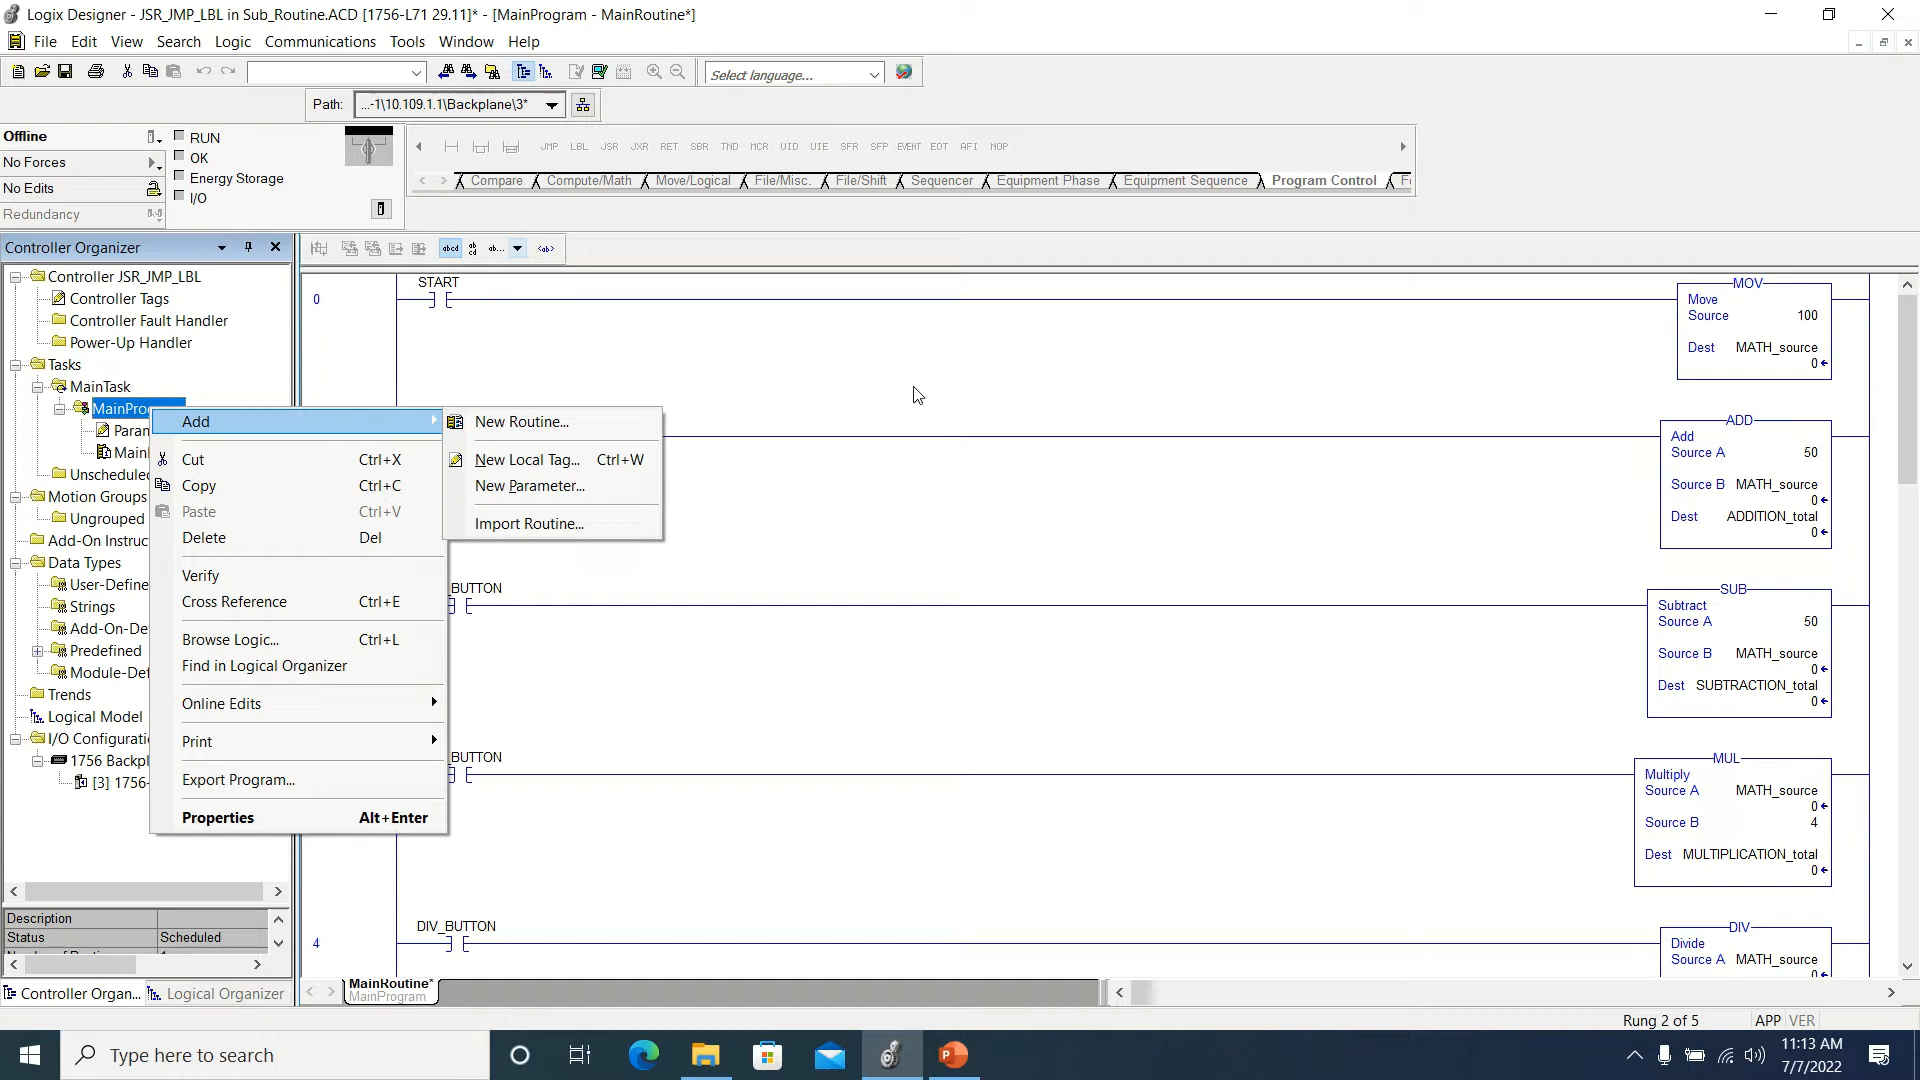 Logix Designer - JSR_JMP_LBL in Sub_Routine.ACD [1756-L71 29.11]* - [MainProgram - MainRoutine*]
File Edit View Search Logic Communications Tools Window Help
Select language...
Path: ...-1\10.109.1.1\Backplane\3*
Offline
RUN
No Forces
OK
No Edits
Energy Storage
Redundancy
I/O
JMP LBL JSR JXR RET SBR TND MCR UID UIE SFR SFP EVENT EOT AFI NOP
Compare Compute/Math Move/Logical File/Misc. File/Shift Sequencer Equipment Phase Equipment Sequence Program Control
Controller Organizer
Controller JSR_JMP_LBL
Controller Tags
Controller Fault Handler
Power-Up Handler
Tasks
MainTask
MainProg
Param
Main
Unscheduled
Motion Groups
Ungrouped
Add-On Instruc
Data Types
User-Define
Strings
Add-On-De
Predefined
Module-Def
Trends
Logical Model
I/O Configurati
1756 Backpl
[3] 1756-
Description
Status Scheduled
Controller Organ... Logical Organizer
Add
Cut Ctrl+X
Copy Ctrl+C
Paste Ctrl+V
Delete Del
Verify
Cross Reference Ctrl+E
Browse Logic... Ctrl+L
Find in Logical Organizer
Online Edits
Print
Export Program...
Properties Alt+Enter
New Routine...
New Local Tag... Ctrl+W
New Parameter...
Import Routine...
abcd ab cd ab... <ab>
0
START
MOV
Move
Source 100
Dest MATH_source
0
ADD
Add
Source A 50
Source B MATH_source
0
Dest ADDITION_total
0
_BUTTON
SUB
Subtract
Source A 50
Source B MATH_source
0
Dest SUBTRACTION_total
0
_BUTTON
MUL
Multiply
Source A MATH_source
0
Source B 4
Dest MULTIPLICATION_total
0
4
DIV_BUTTON
DIV
Divide
Source A MATH_source
0
MainRoutine*
MainProgram
Rung 2 of 5 APP VER
Type here to search
11:13 AM
7/7/2022